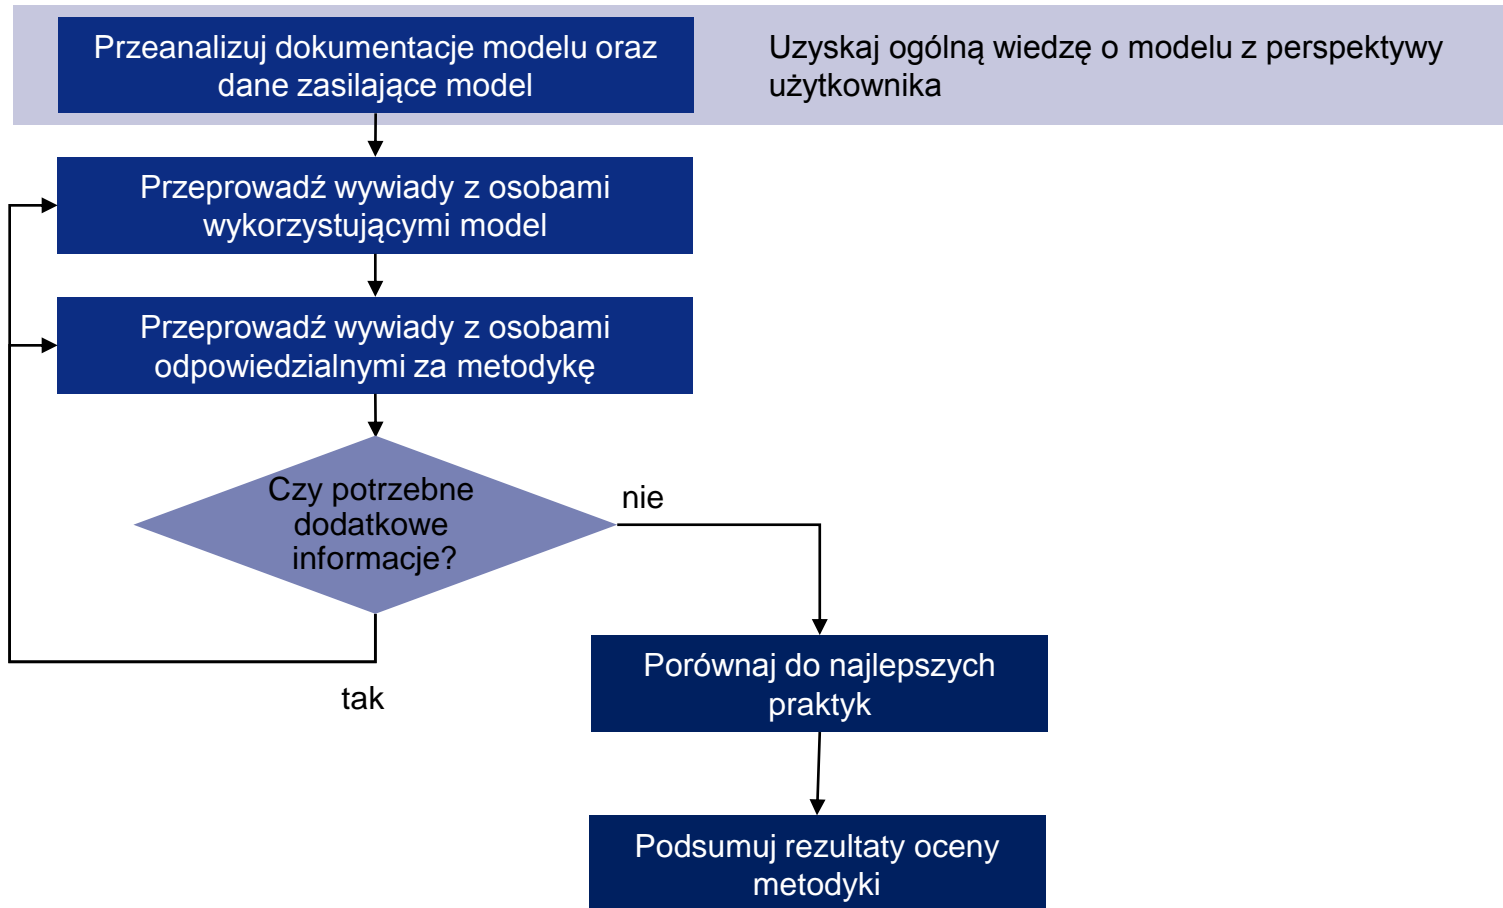 Przeanalizuj dokumentacje modelu oraz
dane zasilające model
Uzyskaj ogólną wiedzę o modelu z perspektywy
użytkownika
Przeprowadź wywiady z osobami
wykorzystującymi model
Przeprowadź wywiady z osobami
odpowiedzialnymi za metodykę
Czy potrzebne
dodatkowe
informacje?
nie
tak
Porównaj do najlepszych
praktyk
Podsumuj rezultaty oceny
metodyki